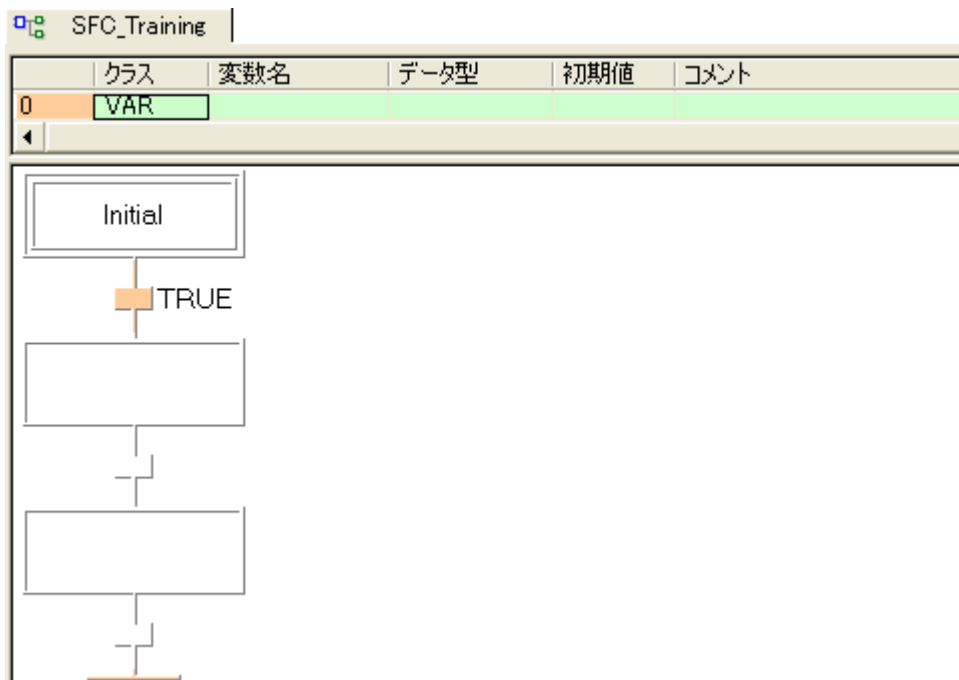 SFC_Training
クラス 変数名 データ型 初期値 コメント
0 VAR
Initial
TRUE